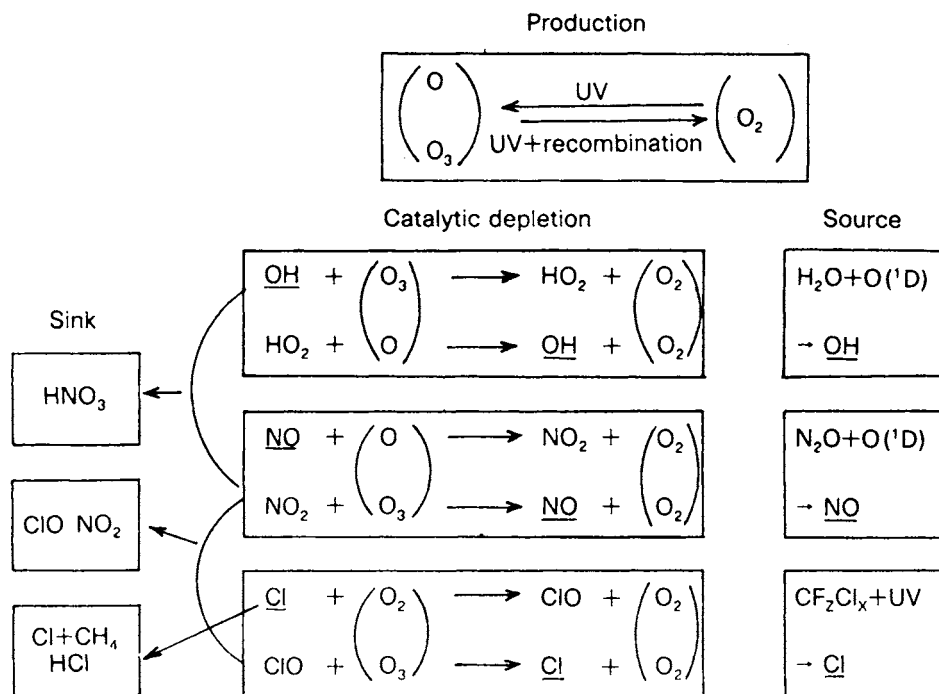 Production
O UV
O₂
O₃ UV+recombination
Catalytic depletion Source
OH + O₃ → HO₂ + O₂ H₂O+O(¹D)
Sink
HO₂ + O → OH + O₂ → OH
HNO₃
NO + O → NO₂ + O₂ N₂O+O(¹D)
NO₂ + O₃ → NO + O₂ → NO
ClO NO₂
Cl + O₂ → ClO + O₂ CF_zCl_x+UV
Cl+CH₄
HCl
ClO + O₃ → Cl + O₂ → Cl